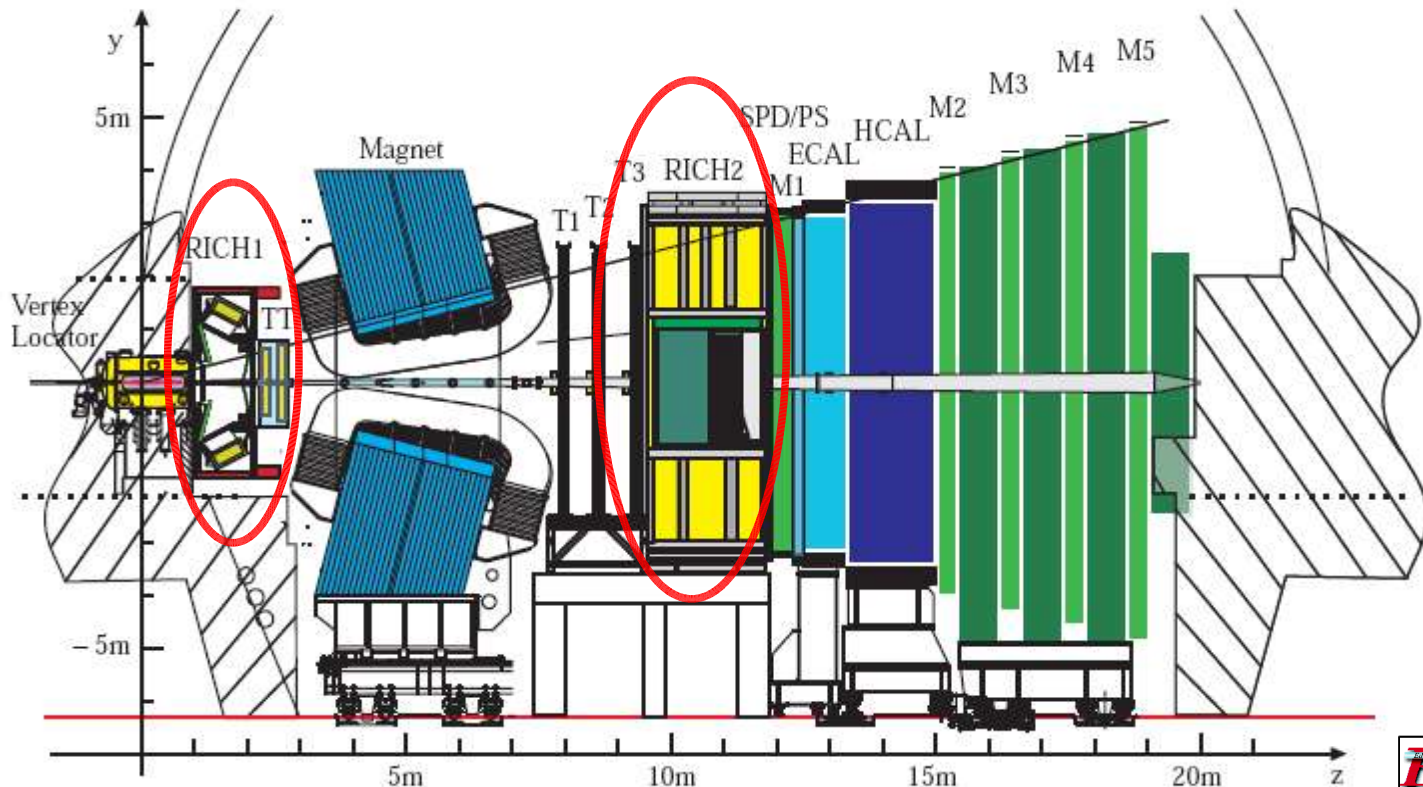 y
5m
Magnet
RICH1
Vertex
Locator
TT
T1
T2
T3
RICH2
M1
SPD/PS
ECAL
HCAL
M2
M3
M4
M5
– 5m
5m
10m
15m
20m
z